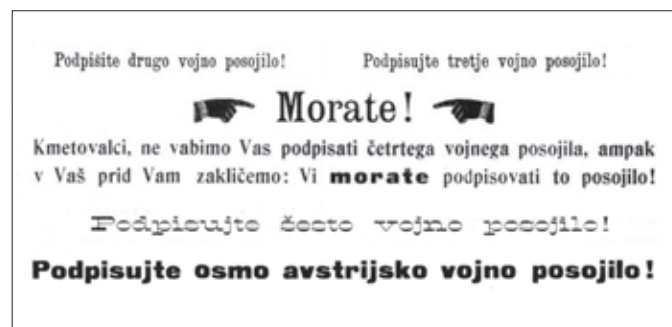 Podpišite drugo vojno posojilo! Podpisujte tretje vojno posojilo!
Morate!
Kmetovalci, ne vabimo Vas podpisati četrtega vojnega posojila, ampak
v Vaš prid Vam zakličemo: Vi morate podpisovati to posojilo!
Podpisujte šesto vojno posojilo!
Podpisujte osmo avstrijsko vojno posojilo!